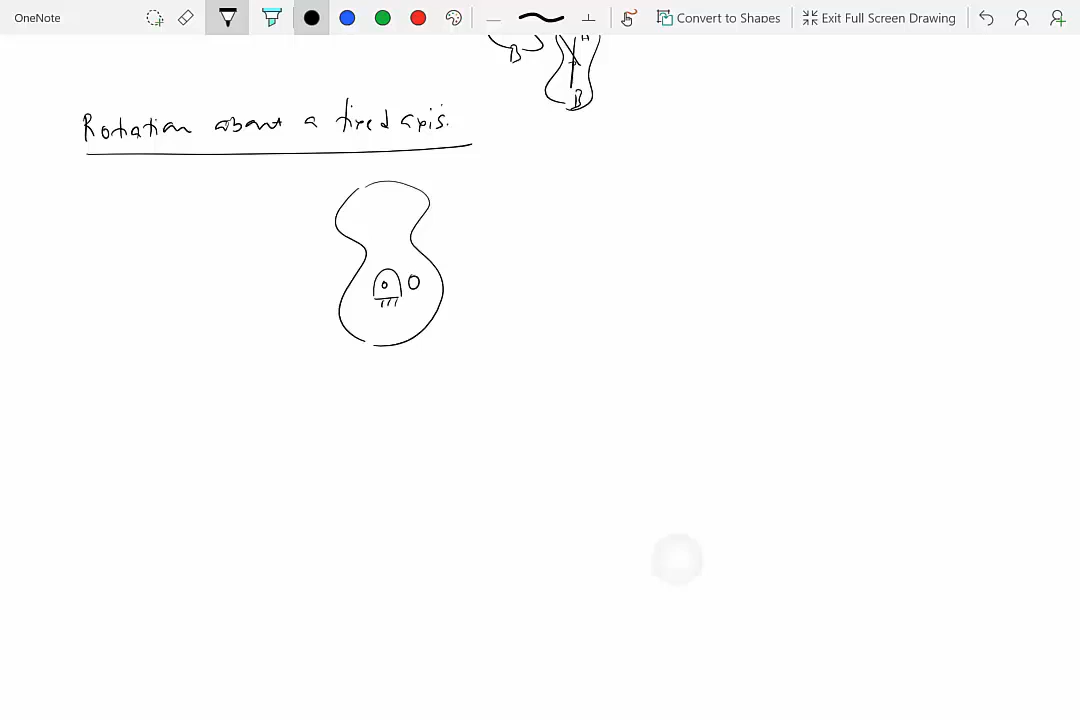 OneNote
Convert to Shapes
Exit Full Screen Drawing
A
B
B
Rotation about a fixed axis.
O